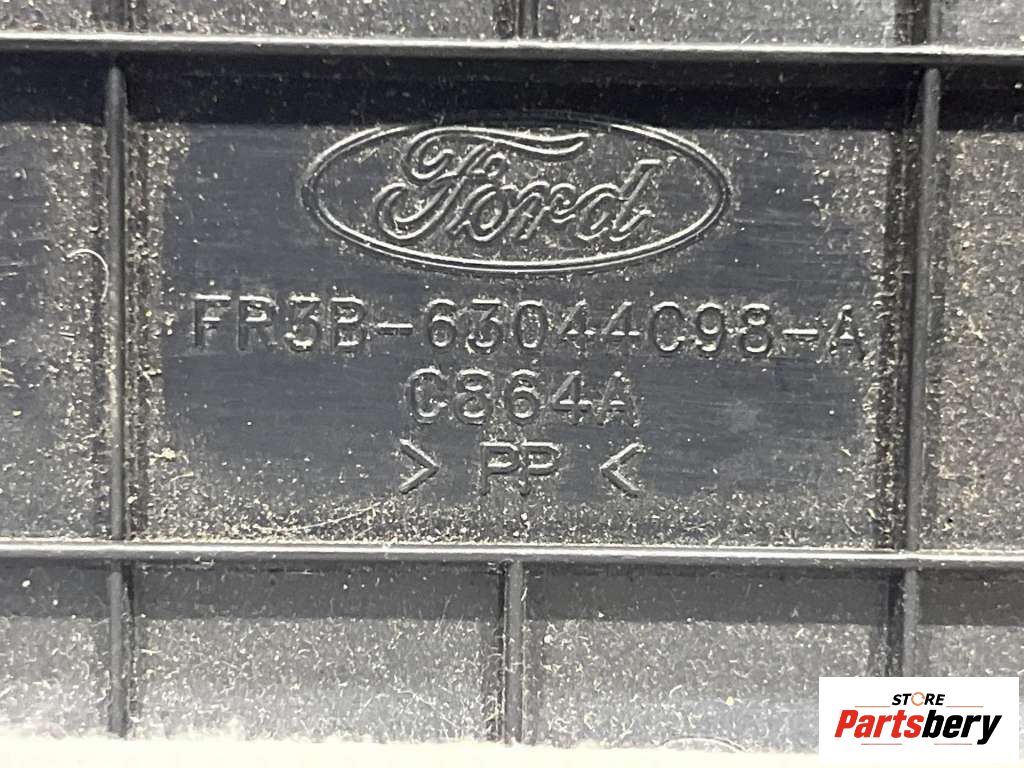 Ford
FR3B-63044C98-A
C864A
> PP <
STORE
Partsbery